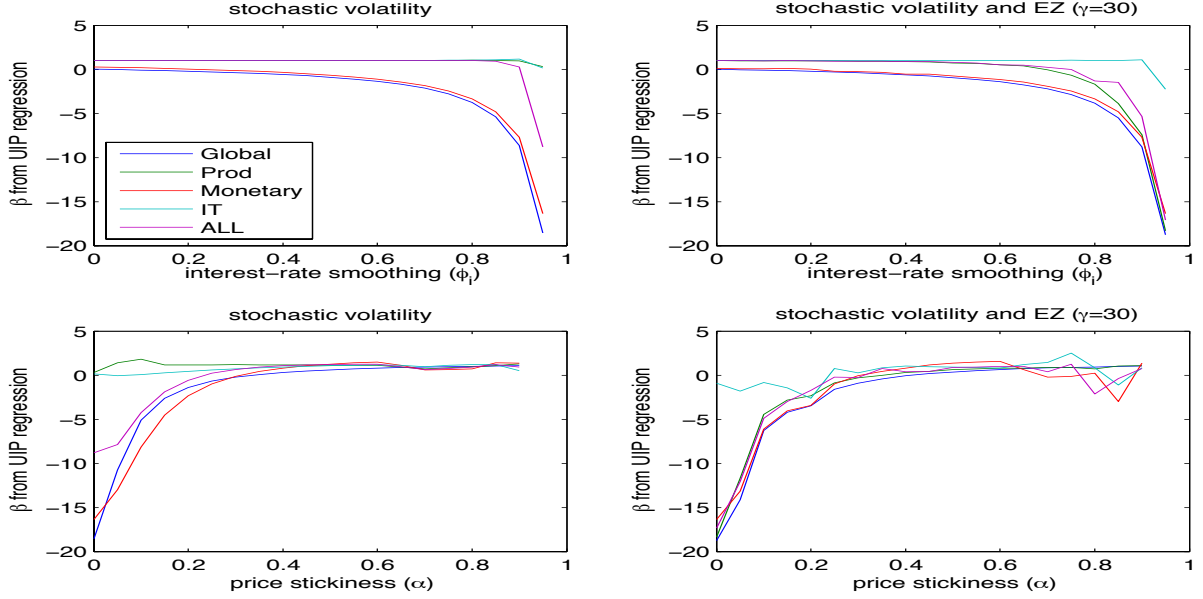 stochastic volatility
β from UIP regression
5
0
−5
−10
−15
−20
0
0.2
0.4
0.6
0.8
1
interest−rate smoothing (ϕi)
Global
Prod
Monetary
IT
ALL
stochastic volatility and EZ (γ=30)
β from UIP regression
5
0
−5
−10
−15
−20
0
0.2
0.4
0.6
0.8
1
interest−rate smoothing (ϕi)
stochastic volatility
β from UIP regression
5
0
−5
−10
−15
−20
0
0.2
0.4
0.6
0.8
1
price stickiness (α)
stochastic volatility and EZ (γ=30)
β from UIP regression
5
0
−5
−10
−15
−20
0
0.2
0.4
0.6
0.8
1
price stickiness (α)